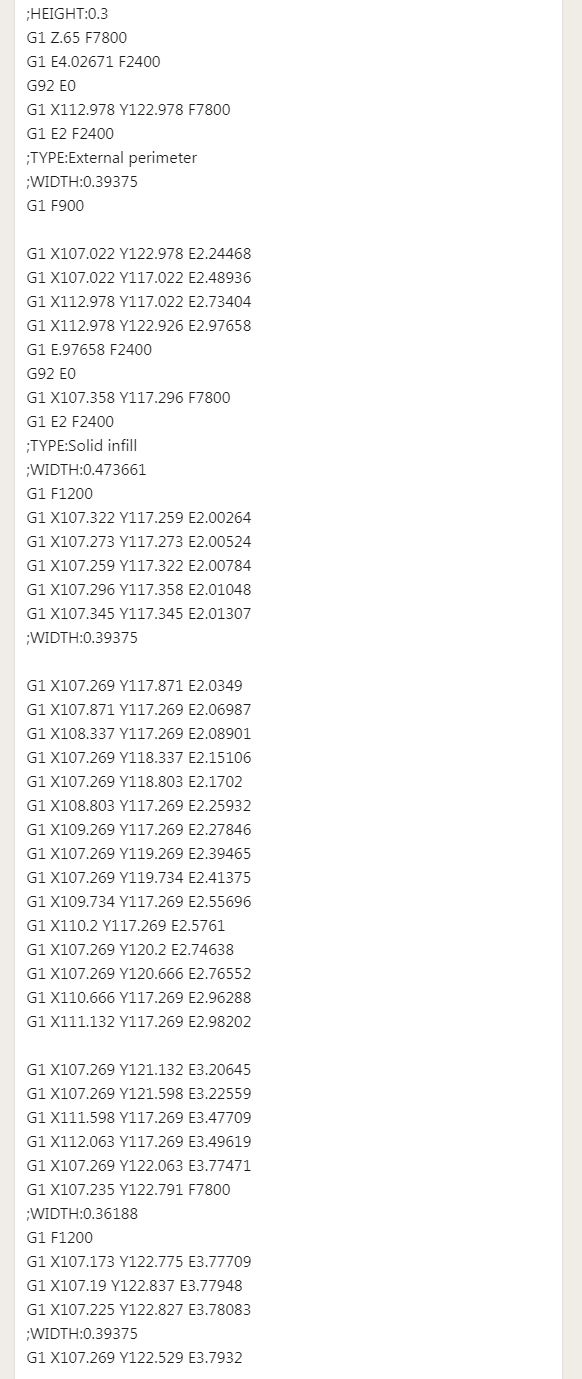 ;HEIGHT:0.3
G1 Z.65 F7800
G1 E4.02671 F2400
G92 E0
G1 X112.978 Y122.978 F7800
G1 E2 F2400
;TYPE:External perimeter
;WIDTH:0.39375
G1 F900
G1 X107.022 Y122.978 E2.24468
G1 X107.022 Y117.022 E2.48936
G1 X112.978 Y117.022 E2.73404
G1 X112.978 Y122.926 E2.97658
G1 E.97658 F2400
G92 E0
G1 X107.358 Y117.296 F7800
G1 E2 F2400
;TYPE:Solid infill
;WIDTH:0.473661
G1 F1200
G1 X107.322 Y117.259 E2.00264
G1 X107.273 Y117.273 E2.00524
G1 X107.259 Y117.322 E2.00784
G1 X107.296 Y117.358 E2.01048
G1 X107.345 Y117.345 E2.01307
;WIDTH:0.39375
G1 X107.269 Y117.871 E2.0349
G1 X107.871 Y117.269 E2.06987
G1 X108.337 Y117.269 E2.08901
G1 X107.269 Y118.337 E2.15106
G1 X107.269 Y118.803 E2.1702
G1 X108.803 Y117.269 E2.25932
G1 X109.269 Y117.269 E2.27846
G1 X107.269 Y119.269 E2.39465
G1 X107.269 Y119.734 E2.41375
G1 X109.734 Y117.269 E2.55696
G1 X110.2 Y117.269 E2.5761
G1 X107.269 Y120.2 E2.74638
G1 X107.269 Y120.666 E2.76552
G1 X110.666 Y117.269 E2.96288
G1 X111.132 Y117.269 E2.98202
G1 X107.269 Y121.132 E3.20645
G1 X107.269 Y121.598 E3.22559
G1 X111.598 Y117.269 E3.47709
G1 X112.063 Y117.269 E3.49619
G1 X107.269 Y122.063 E3.77471
G1 X107.235 Y122.791 F7800
;WIDTH:0.36188
G1 F1200
G1 X107.173 Y122.775 E3.77709
G1 X107.19 Y122.837 E3.77948
G1 X107.225 Y122.827 E3.78083
;WIDTH:0.39375
G1 X107.269 Y122.529 E3.7932